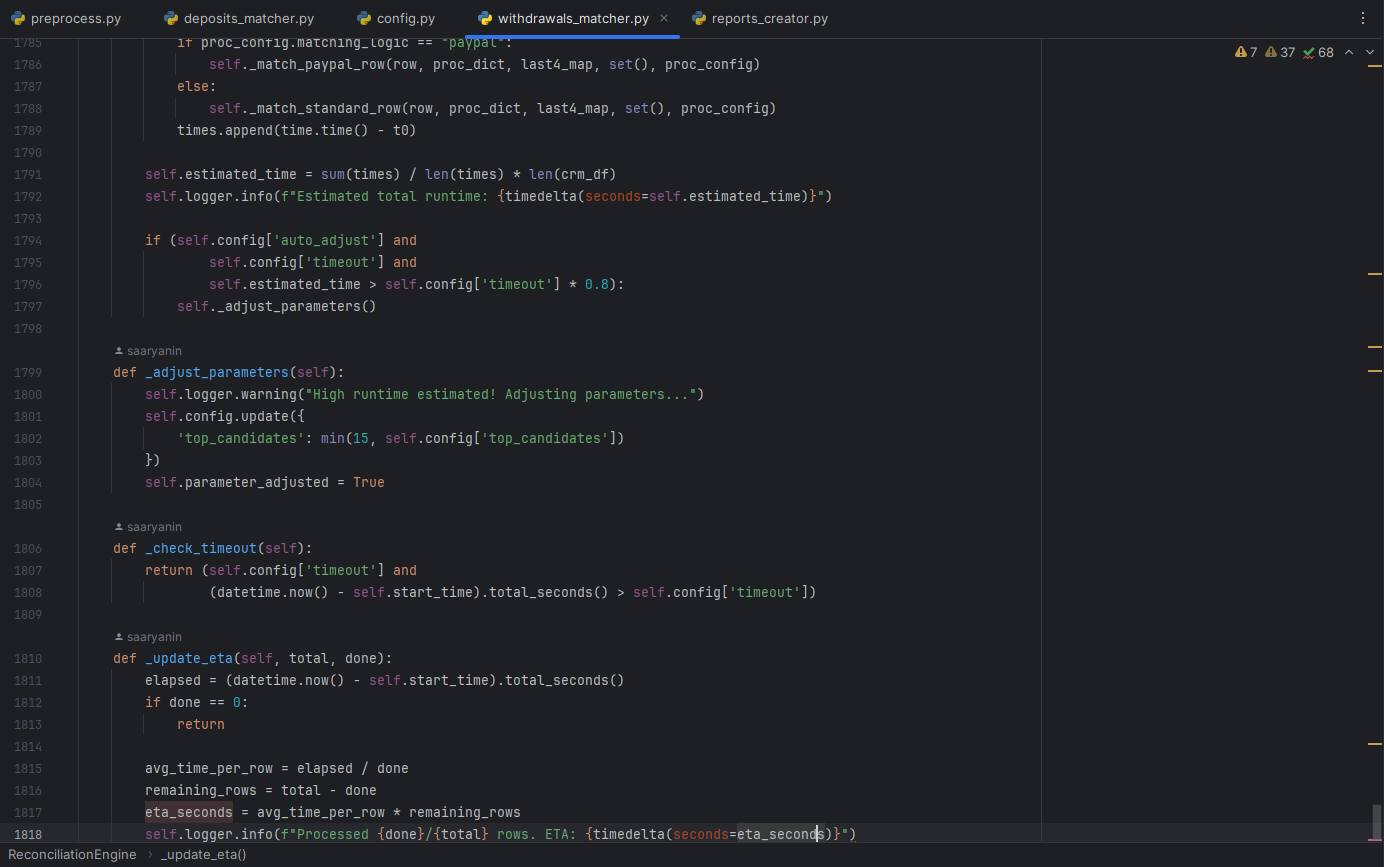 preprocess.py deposits_matcher.py config.py withdrawals_matcher.py reports_creator.py
7 37 68
1785 if proc_config.matching_logic == "paypal":
1786 self._match_paypal_row(row, proc_dict, last4_map, set(), proc_config)
1787 else:
1788 self._match_standard_row(row, proc_dict, last4_map, set(), proc_config)
1789 times.append(time.time() - t0)
1790
1791 self.estimated_time = sum(times) / len(times) * len(crm_df)
1792 self.logger.info(f"Estimated total runtime: {timedelta(seconds=self.estimated_time)}")
1793
1794 if (self.config['auto_adjust'] and
1795 self.config['timeout'] and
1796 self.estimated_time > self.config['timeout'] * 0.8):
1797 self._adjust_parameters()
1798
saaryanin
1799 def _adjust_parameters(self):
1800 self.logger.warning("High runtime estimated! Adjusting parameters...")
1801 self.config.update({
1802 'top_candidates': min(15, self.config['top_candidates'])
1803 })
1804 self.parameter_adjusted = True
1805
saaryanin
1806 def _check_timeout(self):
1807 return (self.config['timeout'] and
1808 (datetime.now() - self.start_time).total_seconds() > self.config['timeout'])
1809
saaryanin
1810 def _update_eta(self, total, done):
1811 elapsed = (datetime.now() - self.start_time).total_seconds()
1812 if done == 0:
1813 return
1814
1815 avg_time_per_row = elapsed / done
1816 remaining_rows = total - done
1817 eta_seconds = avg_time_per_row * remaining_rows
1818 self.logger.info(f"Processed {done}/{total} rows. ETA: {timedelta(seconds=eta_seconds)}")
ReconciliationEngine > _update_eta()